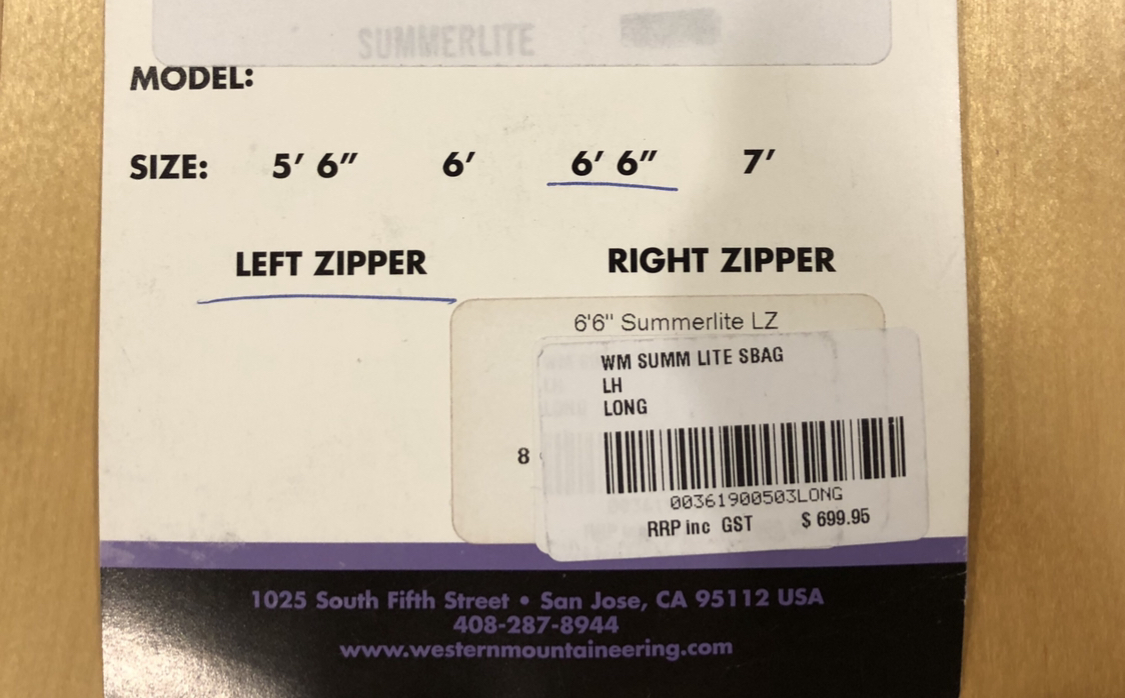 SUMMERLITE
MODEL:
SIZE: 5' 6" 6' 6' 6" 7'
LEFT ZIPPER RIGHT ZIPPER
6'6" Summerlite LZ
WM SUMM LITE SBAG
LH
LONG
8
00361900503LONG
RRP inc GST $ 699.95
1025 South Fifth Street • San Jose, CA 95112 USA
408-287-8944
www.westernmountaineering.com